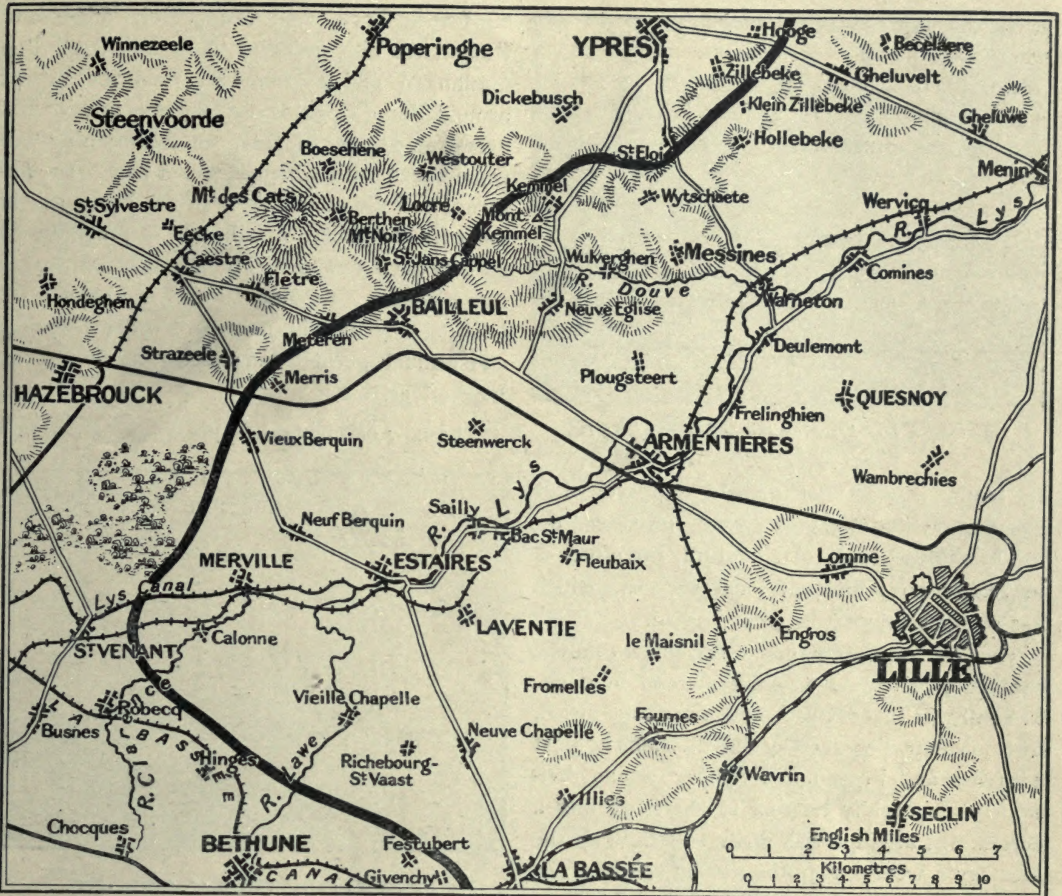 Winnezeele
Poperinghe
YPRES
Hooge
Becelaere
Zillebeke
Gheluvelt
Steenvoorde
Dickebusch
Klein Zillebeke
Gheluwe
Boeschene
Westouter
St Eloi
Hollebeke
Menin
Mt. des Cats
Kemmel
Wytschaete
Wervicq
R. Lys
St Sylvestre
Locre
Mont
Kemmel
Eecke
Berthen
Mt Noir
Caestre
St Jans Cappel
Wulverghen
Messines
Comines
Hondeghem
Flêtre
R. Douve
Warneton
BAILLEUL
Neuve Eglise
Meteren
Deulemont
Strazeele
Merris
Plougsteert
HAZEBROUCK
QUESNOY
Frelinghien
Vieux Berquin
Steenwerck
ARMENTIÈRES
Wambrechies
Neuf Berquin
Sailly
R. Lys
Bac St Maur
MERVILLE
ESTAIRES
Fleubaix
Lomme
Lys Canal
LAVENTIE
Calonne
Engros
St VENANT
le Maisnil
LILLE
Robecq
Vieille Chapelle
Fromelles
Busnes
LA BASSEE
Fournes
Neuve Chapelle
Hinges
R. Clarence
R. Lawe
Richebourg-
St Vaast
Wavrin
Illies
Chocques
SECLIN
BETHUNE
Festubert
English Miles
0 1 2 3 4 5 6 7
CANAL
Givenchy
LA BASSÉE
Kilometres
0 1 2 3 4 5 6 7 8 9 10